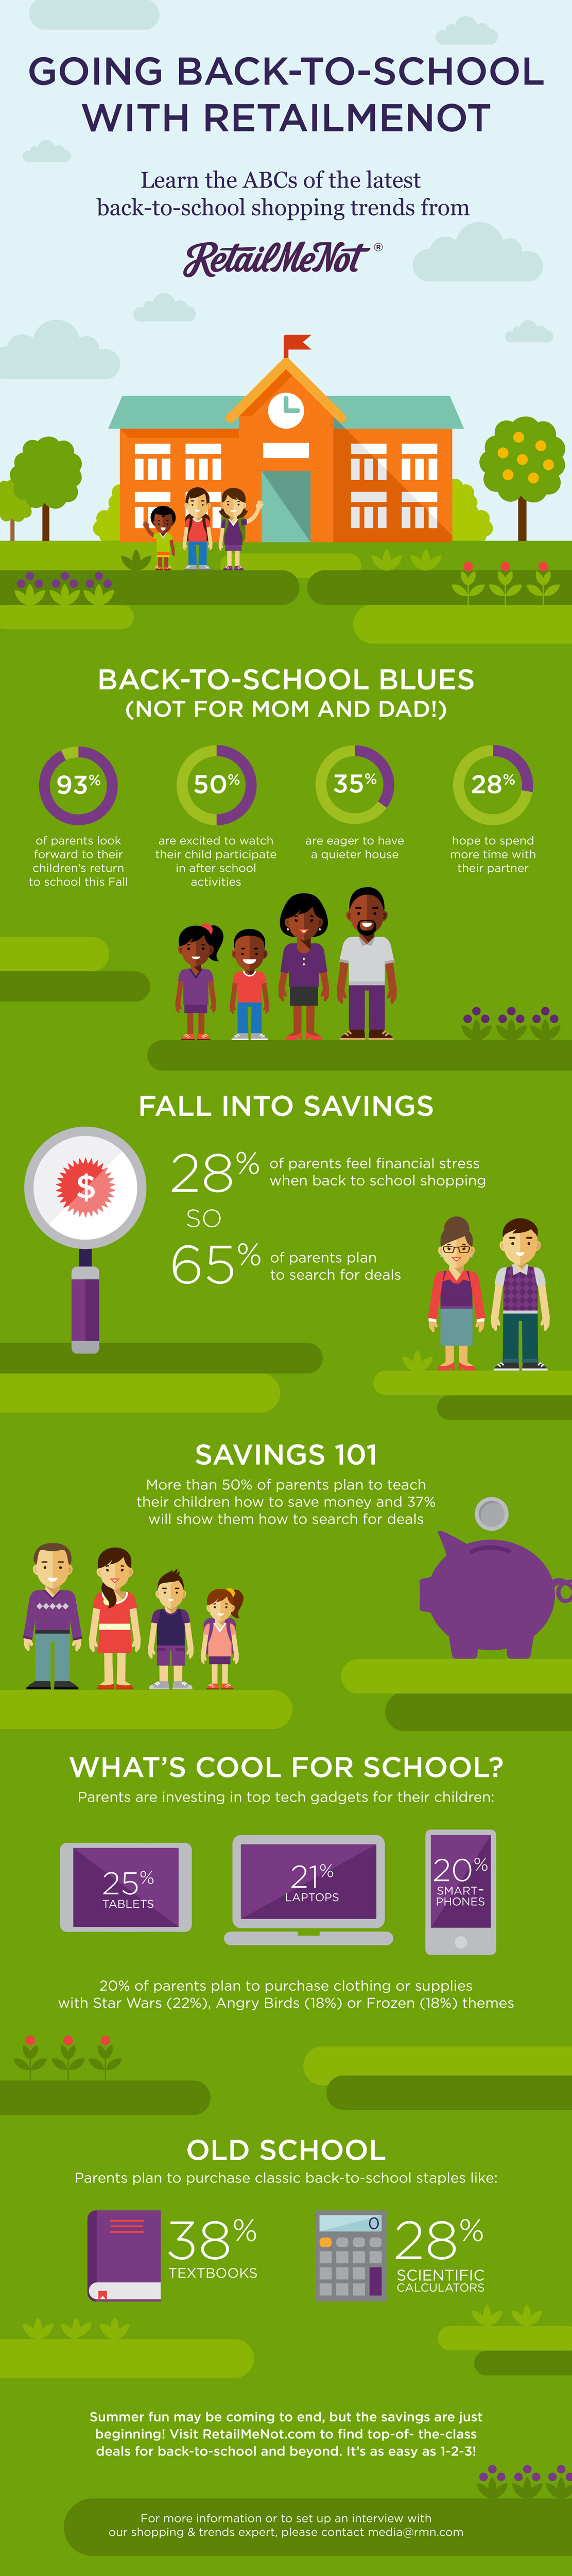 GOING BACK-TO-SCHOOL
WITH RETAILMENOT
Learn the ABCs of the latest
back-to-school shopping trends from
RetailMeNot®
BACK-TO-SCHOOL BLUES
(NOT FOR MOM AND DAD!)
93%
of parents look
forward to their
children's return
to school this Fall
50%
are excited to watch
their child participate
in after school
activities
35%
are eager to have
a quieter house
28%
hope to spend
more time with
their partner
FALL INTO SAVINGS
$
28%
of parents feel financial stress
when back to school shopping
SO
65%
of parents plan
to search for deals
SAVINGS 101
More than 50% of parents plan to teach
their children how to save money and 37%
will show them how to search for deals
WHAT'S COOL FOR SCHOOL?
Parents are investing in top tech gadgets for their children:
25%
TABLETS
21%
LAPTOPS
20%
SMART-
PHONES
20% of parents plan to purchase clothing or supplies
with Star Wars (22%), Angry Birds (18%) or Frozen (18%) themes
OLD SCHOOL
Parents plan to purchase classic back-to-school staples like:
38%
TEXTBOOKS
0
28%
SCIENTIFIC
CALCULATORS
Summer fun may be coming to end, but the savings are just
beginning! Visit RetailMeNot.com to find top-of- the-class
deals for back-to-school and beyond. It's as easy as 1-2-3!
For more information or to set up an interview with
our shopping & trends expert, please contact media@rmn.com